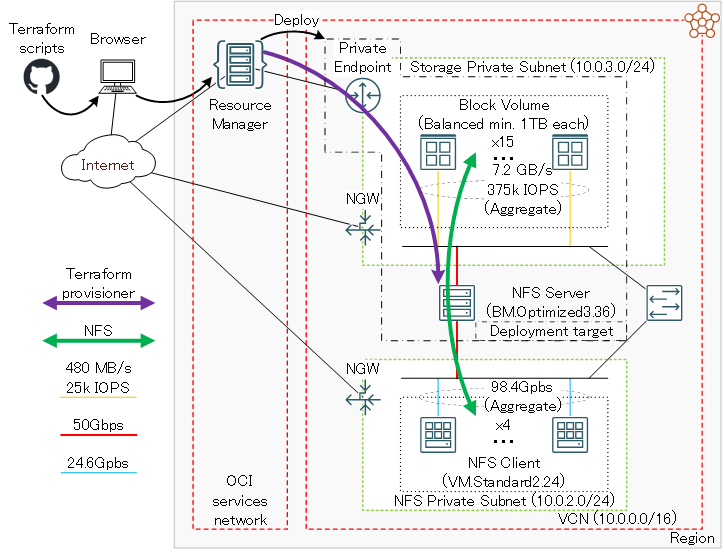 Terraform
scripts
Browser
Deploy
Resource
Manager
Private
Endpoint
Storage Private Subnet (10.0.3.0/24)
Block Volume
(Balanced min. 1TB each)
x15
...
7.2 GB/s
375k IOPS
(Aggregate)
Internet
NGW
Terraform
provisioner
NFS
480 MB/s
25k IOPS
50Gbps
24.6Gpbs
NFS Server
(BM.Optimized3.36)
Deployment target
NGW
98.4Gpbs
(Aggregate)
x4
...
NFS Client
(VM.Standard2.24)
NFS Private Subnet (10.0.2.0/24)
OCI
services
network
VCN (10.0.0.0/16)
Region